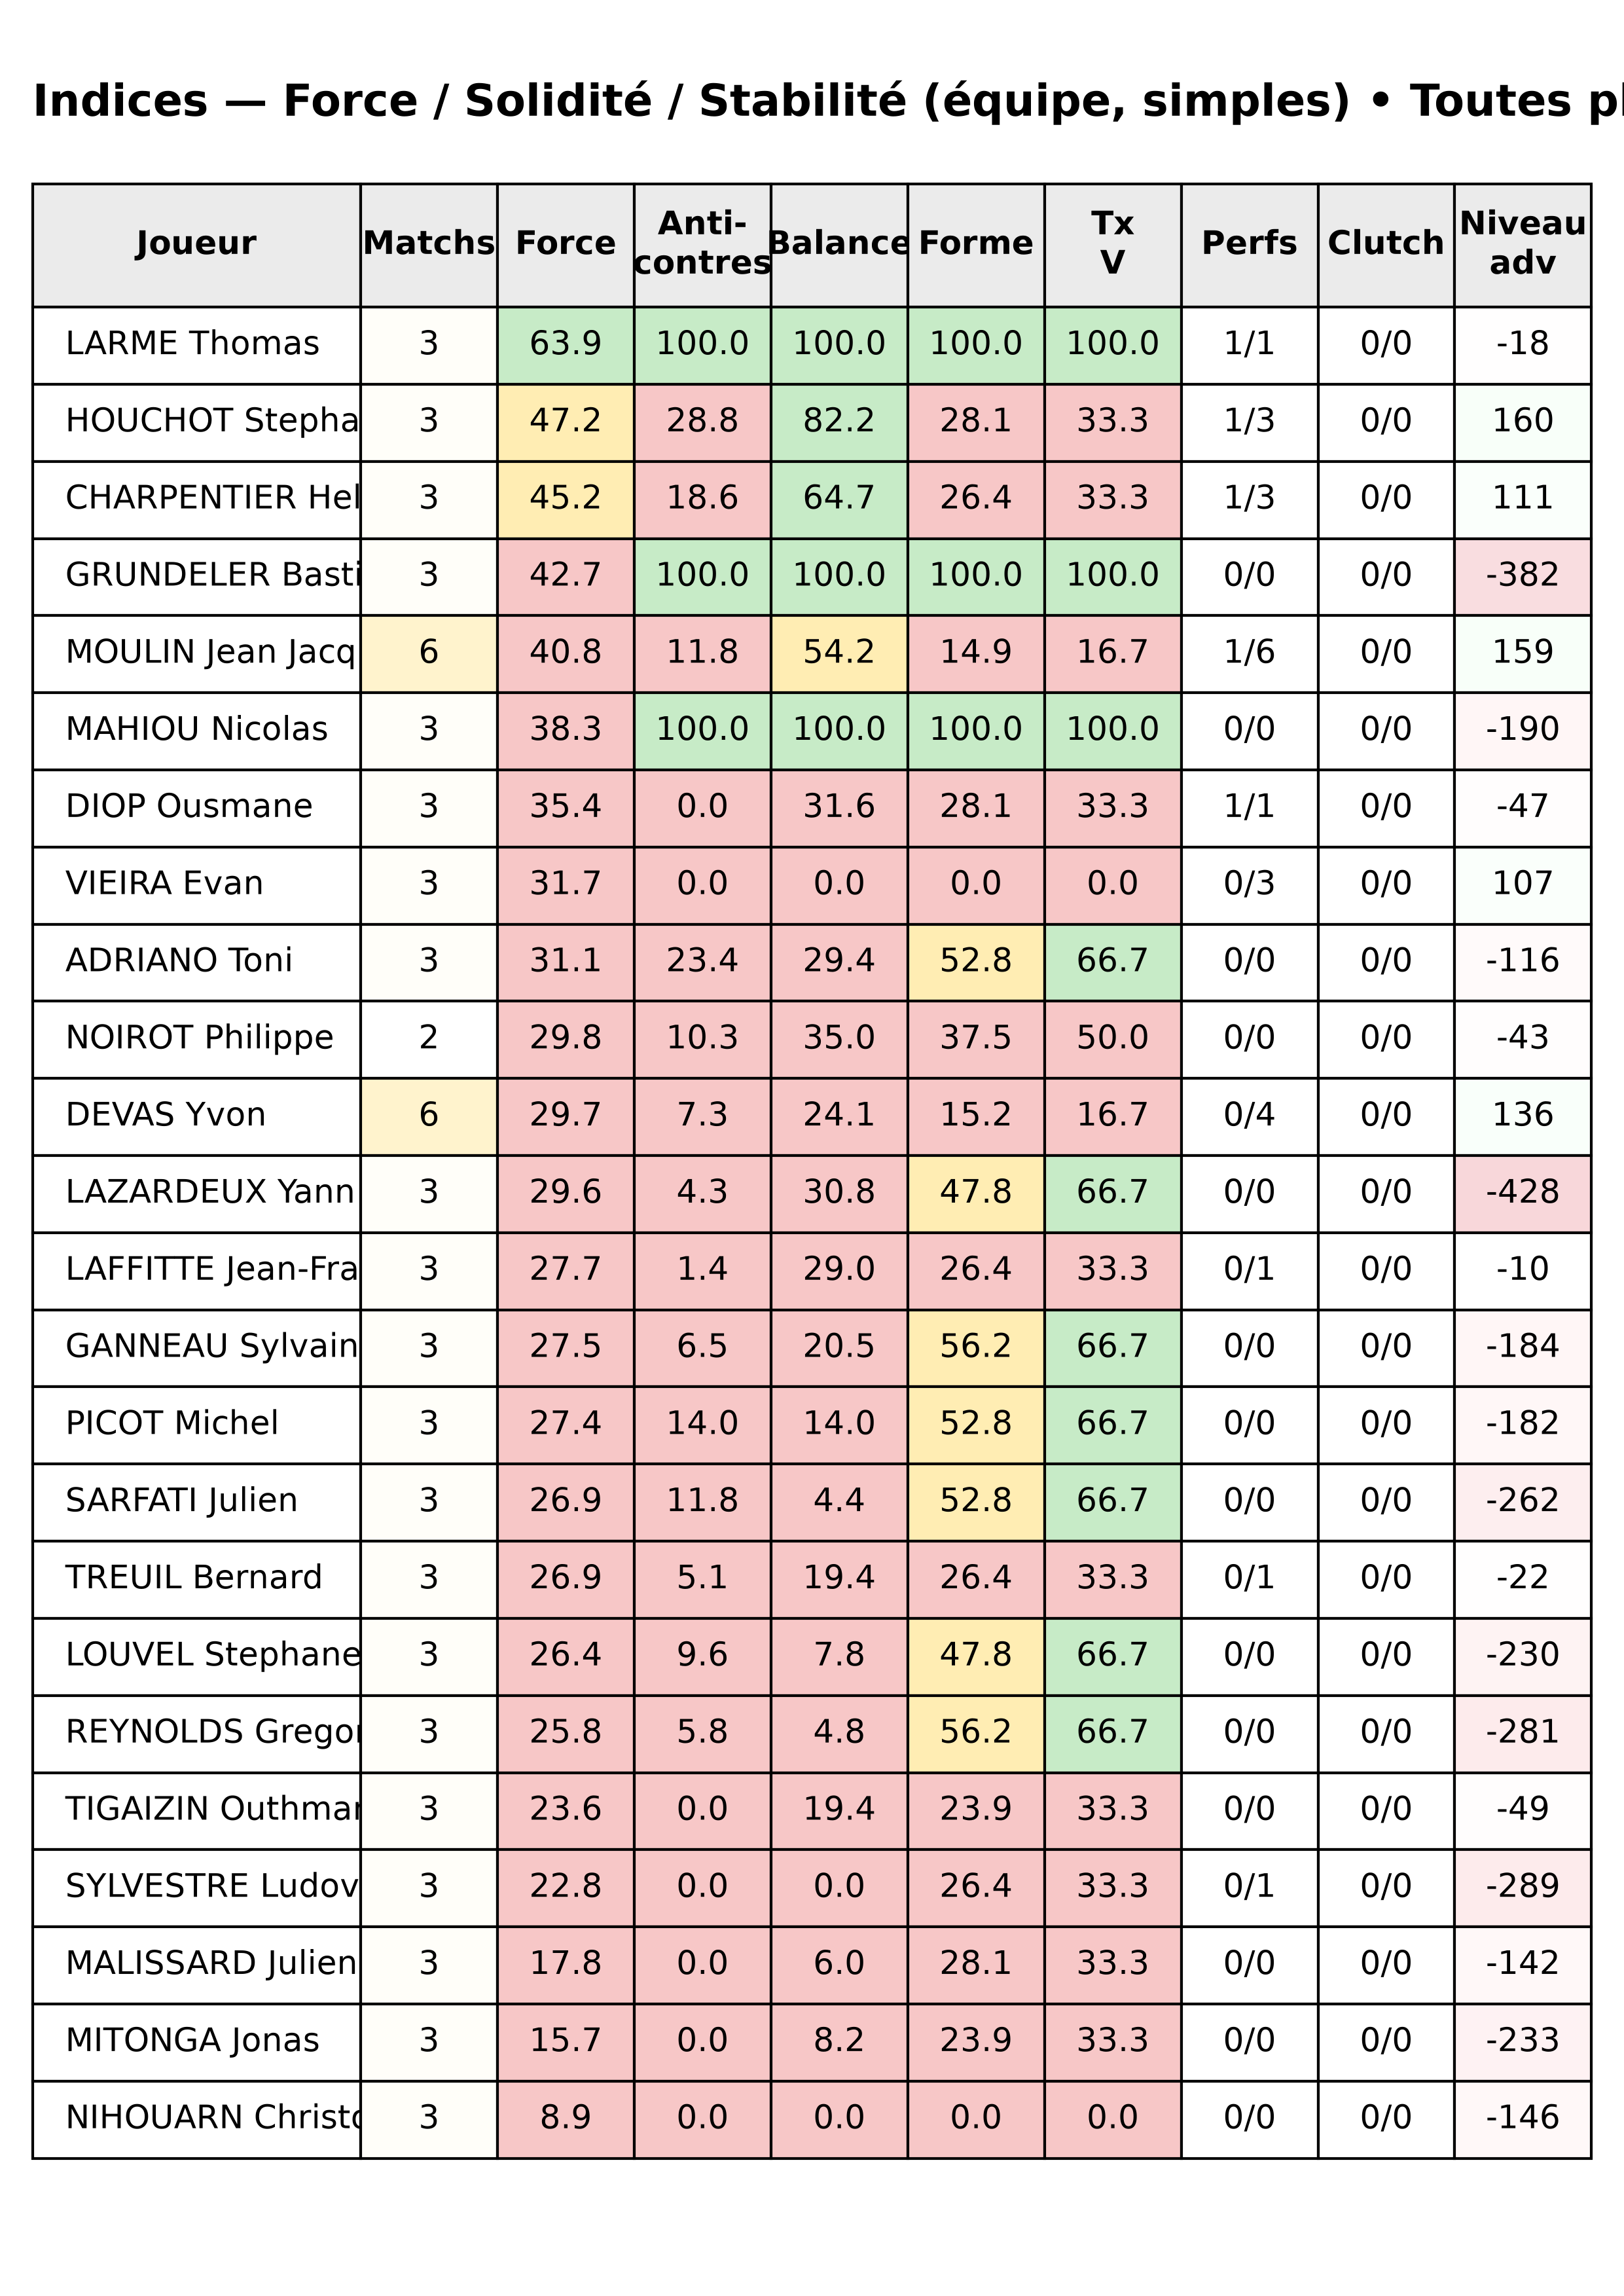 Indices — Force / Solidité / Stabilité (équipe, simples) • Toutes pl
Joueur Matchs Force Anti-contres Balance Forme Tx V Perfs Clutch Niveau adv
LARME Thomas 3 63.9 100.0 100.0 100.0 100.0 1/1 0/0 -18
HOUCHOT Stepha 3 47.2 28.8 82.2 28.1 33.3 1/3 0/0 160
CHARPENTIER Hel 3 45.2 18.6 64.7 26.4 33.3 1/3 0/0 111
GRUNDELER Basti 3 42.7 100.0 100.0 100.0 100.0 0/0 0/0 -382
MOULIN Jean Jacq 6 40.8 11.8 54.2 14.9 16.7 1/6 0/0 159
MAHIOU Nicolas 3 38.3 100.0 100.0 100.0 100.0 0/0 0/0 -190
DIOP Ousmane 3 35.4 0.0 31.6 28.1 33.3 1/1 0/0 -47
VIEIRA Evan 3 31.7 0.0 0.0 0.0 0.0 0/3 0/0 107
ADRIANO Toni 3 31.1 23.4 29.4 52.8 66.7 0/0 0/0 -116
NOIROT Philippe 2 29.8 10.3 35.0 37.5 50.0 0/0 0/0 -43
DEVAS Yvon 6 29.7 7.3 24.1 15.2 16.7 0/4 0/0 136
LAZARDEUX Yann 3 29.6 4.3 30.8 47.8 66.7 0/0 0/0 -428
LAFFITTE Jean-Fra 3 27.7 1.4 29.0 26.4 33.3 0/1 0/0 -10
GANNEAU Sylvain 3 27.5 6.5 20.5 56.2 66.7 0/0 0/0 -184
PICOT Michel 3 27.4 14.0 14.0 52.8 66.7 0/0 0/0 -182
SARFATI Julien 3 26.9 11.8 4.4 52.8 66.7 0/0 0/0 -262
TREUIL Bernard 3 26.9 5.1 19.4 26.4 33.3 0/1 0/0 -22
LOUVEL Stephane 3 26.4 9.6 7.8 47.8 66.7 0/0 0/0 -230
REYNOLDS Gregor 3 25.8 5.8 4.8 56.2 66.7 0/0 0/0 -281
TIGAIZIN Outhmar 3 23.6 0.0 19.4 23.9 33.3 0/0 0/0 -49
SYLVESTRE Ludov 3 22.8 0.0 0.0 26.4 33.3 0/1 0/0 -289
MALISSARD Julien 3 17.8 0.0 6.0 28.1 33.3 0/0 0/0 -142
MITONGA Jonas 3 15.7 0.0 8.2 23.9 33.3 0/0 0/0 -233
NIHOUARN Christo 3 8.9 0.0 0.0 0.0 0.0 0/0 0/0 -146